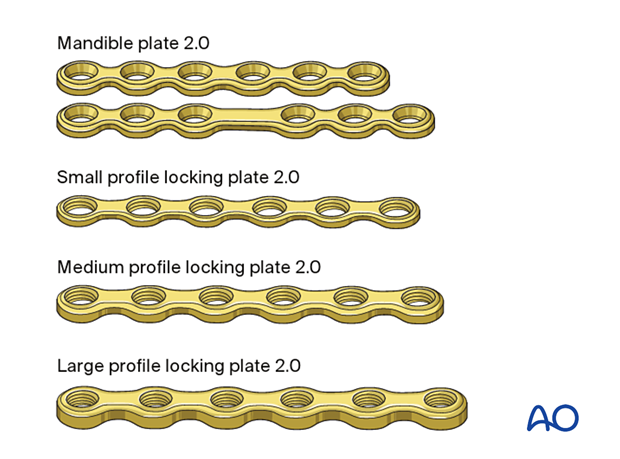 Mandible plate 2.0
Small profile locking plate 2.0
Medium profile locking plate 2.0
Large profile locking plate 2.0
AO